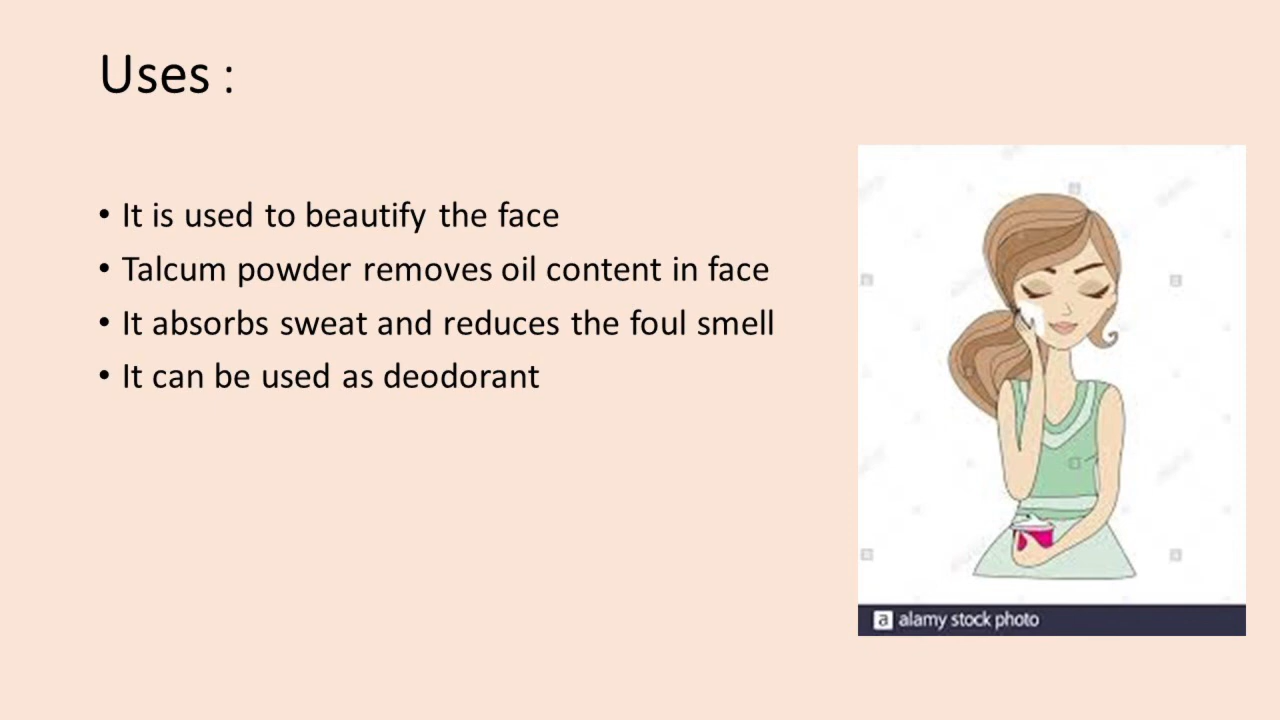 Uses :
• It is used to beautify the face
• Talcum powder removes oil content in face
• It absorbs sweat and reduces the foul smell
• It can be used as deodorant
a alamy stock photo